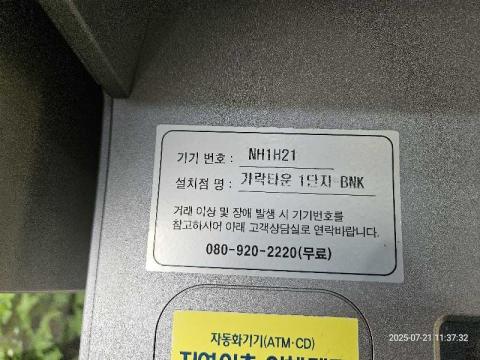 기기 번호 : NH1H21
설치점 명 : 가락타운 1단지-BNK
거래 이상 및 장애 발생 시 기기번호를
참고하시어 아래 고객상담실로 연락바랍니다.
080-920-2220(무료)
자동화기기(ATM·CD)
2025-07-21 11:37:32